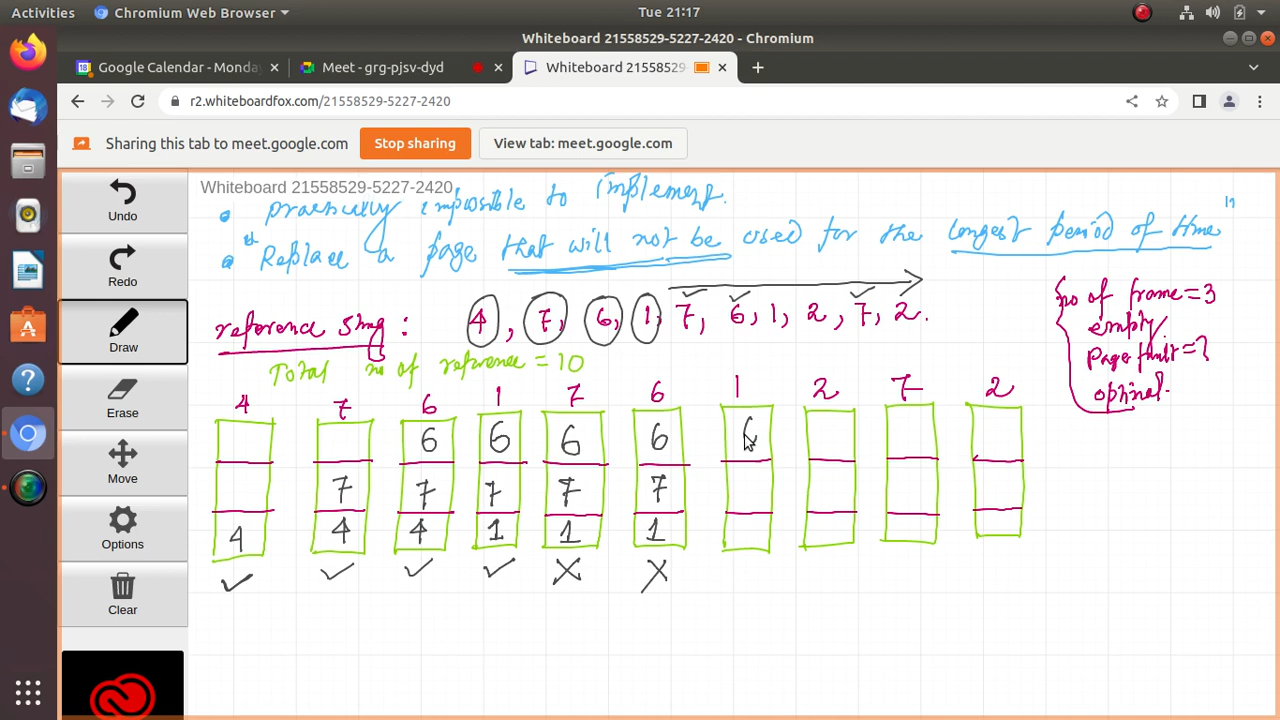 Activities Chromium Web Browser Tue 21:17
Whiteboard 21558529-5227-2420 - Chromium
Google Calendar - Monda Meet - grg-pjsv-dyd Whiteboard 21558529-
r2.whiteboardfox.com/21558529-5227-2420
Sharing this tab to meet.google.com Stop sharing View tab: meet.google.com
Whiteboard 21558529-5227-2420
Undo
Redo
Draw
Erase
Move
Options
Clear
practically impossible to implement.
" Replace a page that will not be used for the longest period of time "
reference string : 4, 7, 6, 1, 7, 6, 1, 2, 7, 2.
no of frame = 3
empty
Page fault = ?
optimal.
Total no of reference = 10
4 7 6 1 7 6 1 2 7 2
6 6 6 6 6
7 7 7 7 7
4 4 4 1 1 1